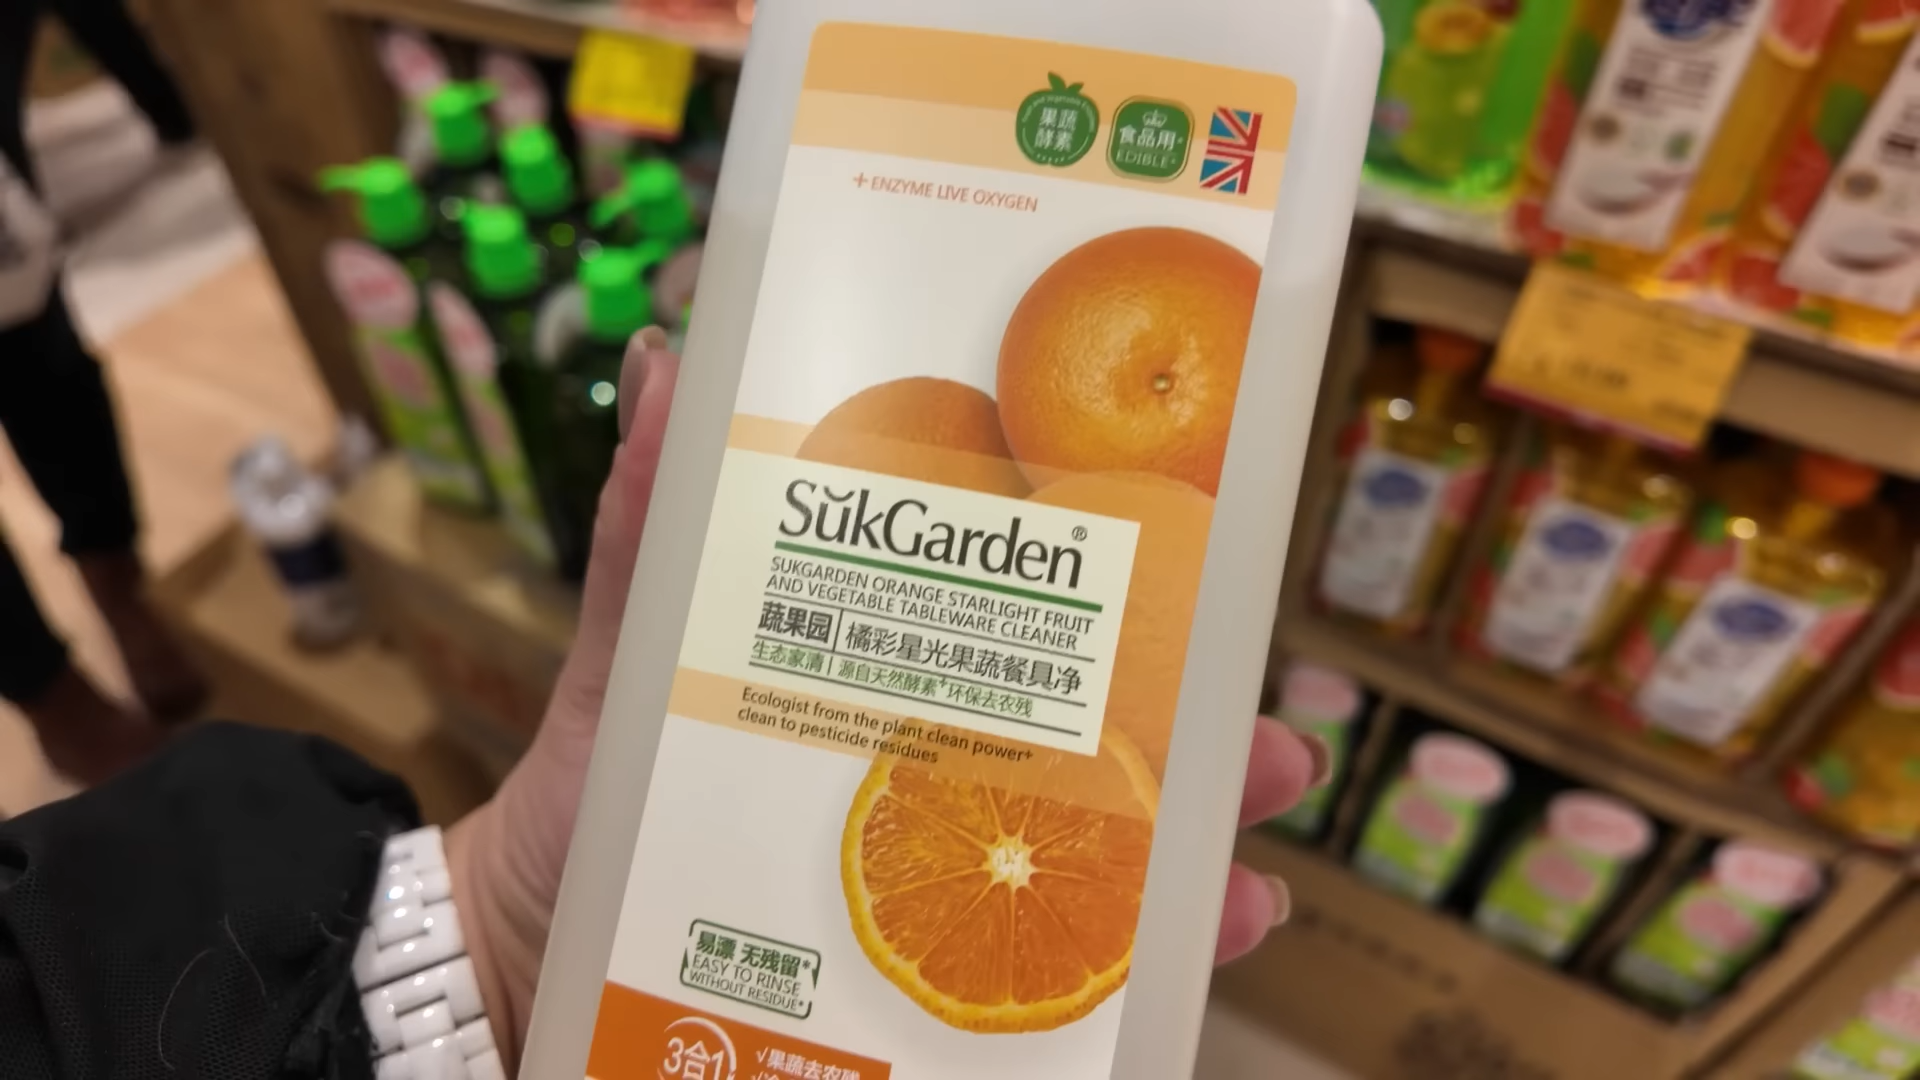 果蔬
酵素
食品用*
EDIBLE*
+ ENZYME LIVE OXYGEN
SŭkGarden®
SUKGARDEN ORANGE STARLIGHT FRUIT
AND VEGETABLE TABLEWARE CLEANER
蔬果园 橘彩星光果蔬餐具净
生态家清 | 源自天然酵素+环保去农残
Ecologist from the plant clean power+
clean to pesticide residues
易漂 无残留*
EASY TO RINSE
WITHOUT RESIDUE*
3合1
√果蔬去农残